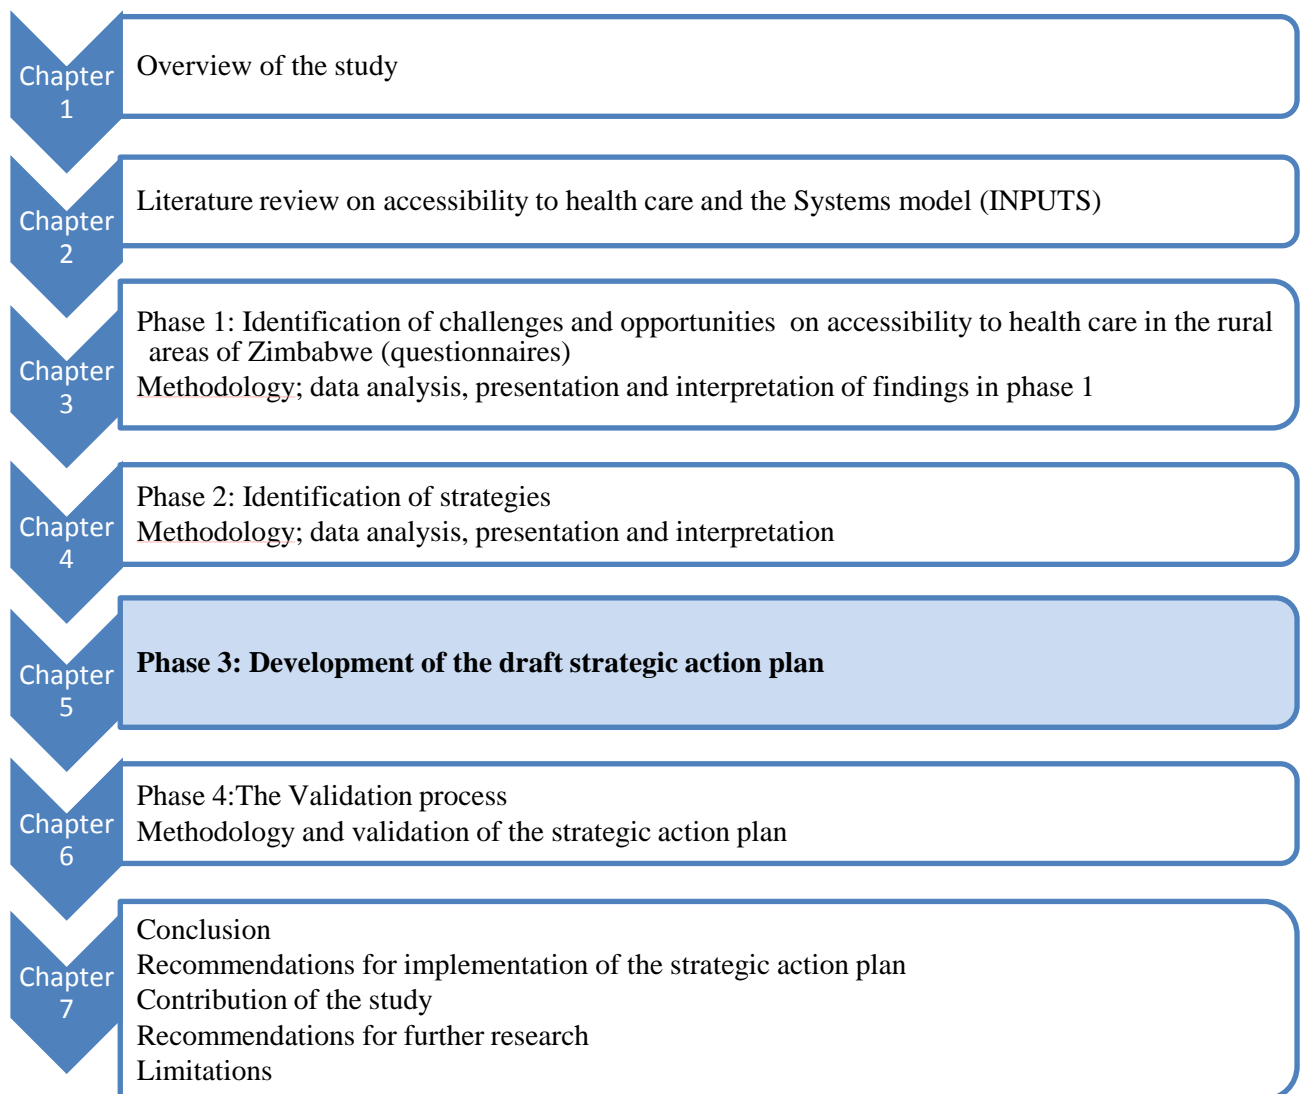 Chapter
1
Overview of the study
Chapter
2
Literature review on accessibility to health care and the Systems model (INPUTS)
Chapter
3
Phase 1: Identification of challenges and opportunities  on accessibility to health care in the rural
areas of Zimbabwe (questionnaires)
Methodology; data analysis, presentation and interpretation of findings in phase 1
Chapter
4
Phase 2: Identification of strategies
Methodology; data analysis, presentation and interpretation
Chapter
5
Phase 3: Development of the draft strategic action plan
Chapter
6
Phase 4:The Validation process
Methodology and validation of the strategic action plan
Chapter
7
Conclusion
Recommendations for implementation of the strategic action plan
Contribution of the study
Recommendations for further research
Limitations